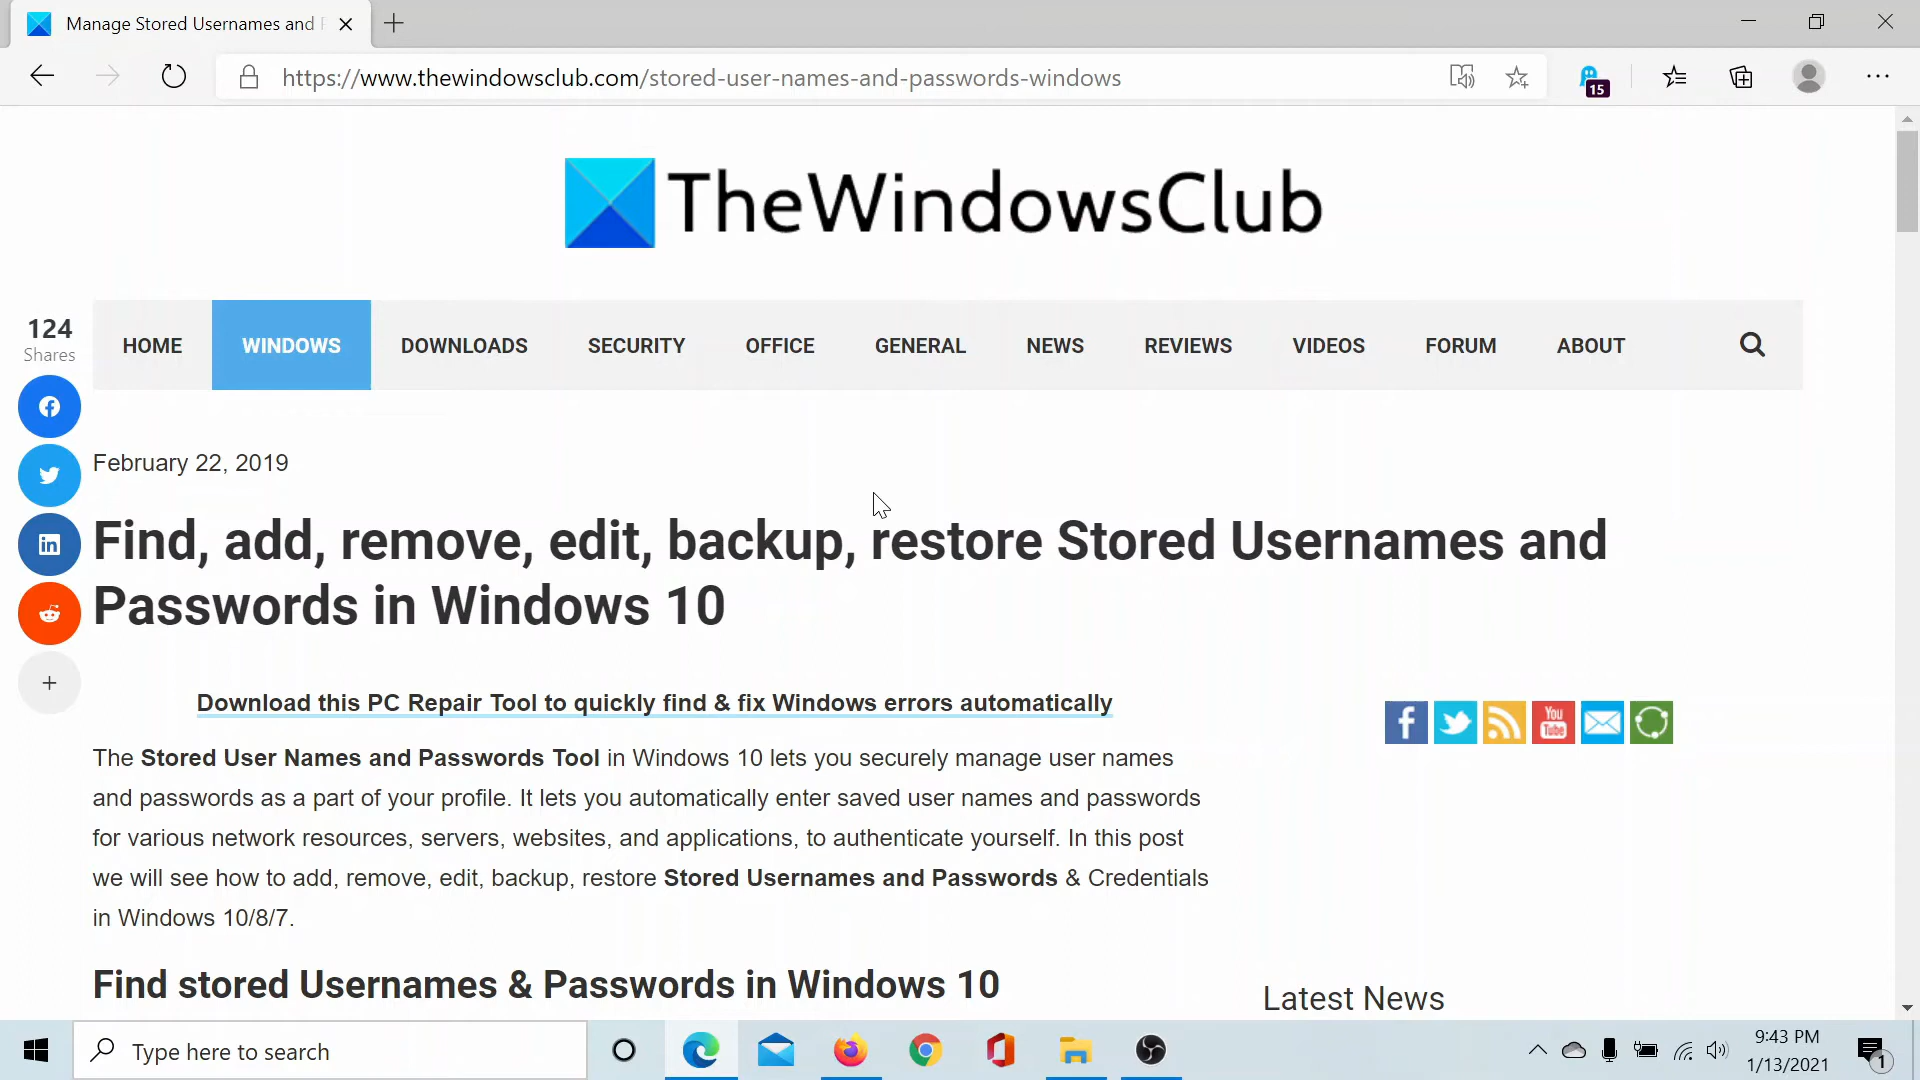 Manage Stored Usernames and
https://www.thewindowsclub.com/stored-user-names-and-passwords-windows
15
TheWindowsClub
HOME WINDOWS DOWNLOADS SECURITY OFFICE GENERAL NEWS REVIEWS VIDEOS FORUM ABOUT
124
Shares
February 22, 2019
Find, add, remove, edit, backup, restore Stored Usernames and
Passwords in Windows 10
Download this PC Repair Tool to quickly find & fix Windows errors automatically
You
Tube
The Stored User Names and Passwords Tool in Windows 10 lets you securely manage user names
and passwords as a part of your profile. It lets you automatically enter saved user names and passwords
for various network resources, servers, websites, and applications, to authenticate yourself. In this post
we will see how to add, remove, edit, backup, restore Stored Usernames and Passwords & Credentials
in Windows 10/8/7.
Find stored Usernames & Passwords in Windows 10
Latest News
Type here to search
9:43 PM
1/13/2021
1